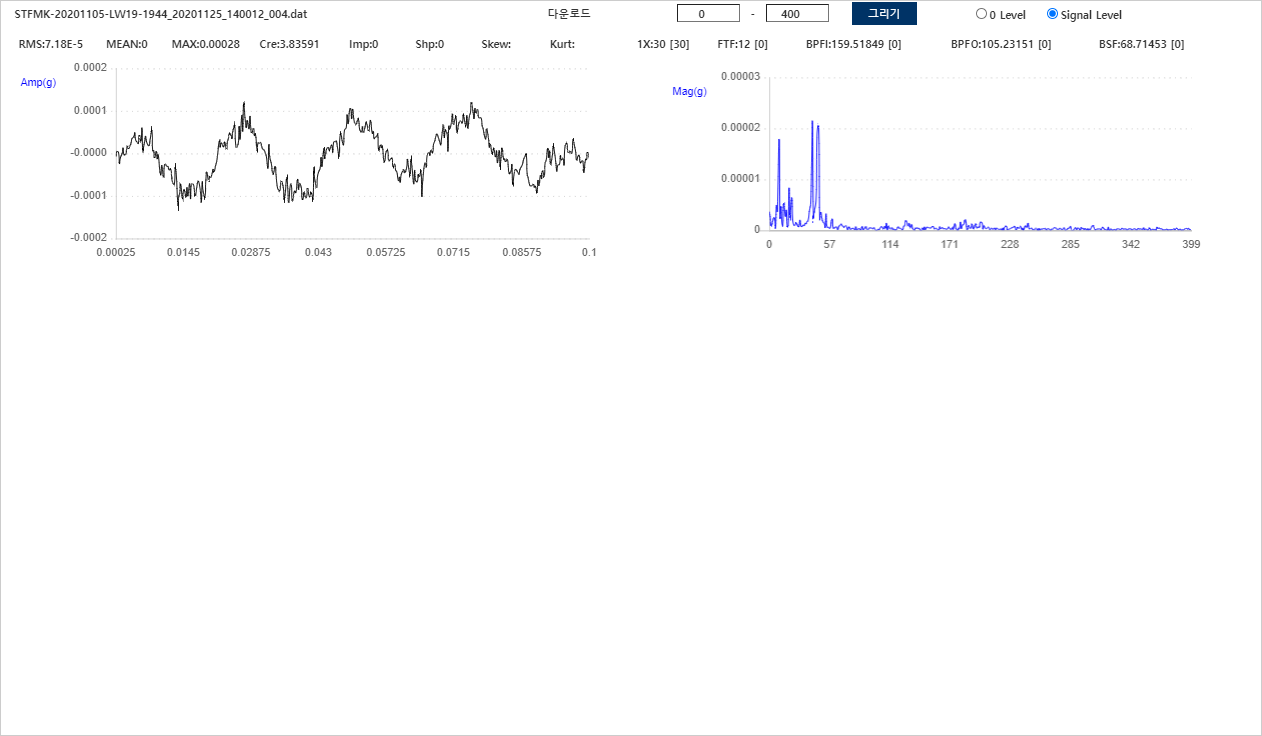 STFMK-20201105-LW19-1944_20201125_140012_004.dat 다운로드 0 - 400 그리기 0 Level Signal Level
RMS:7.18E-5 MEAN:0 MAX:0.00028 Cre:3.83591 Imp:0 Shp:0 Skew: Kurt: 1X:30 [30] FTF:12 [0] BPFI:159.51849 [0] BPFO:105.23151 [0] BSF:68.71453 [0]
Amp(g)
0.0002
0.0001
-0.0000
-0.0001
-0.0002
0.00025 0.0145 0.02875 0.043 0.05725 0.0715 0.08575 0.1
Mag(g)
0.00003
0.00002
0.00001
0
0 57 114 171 228 285 342 399